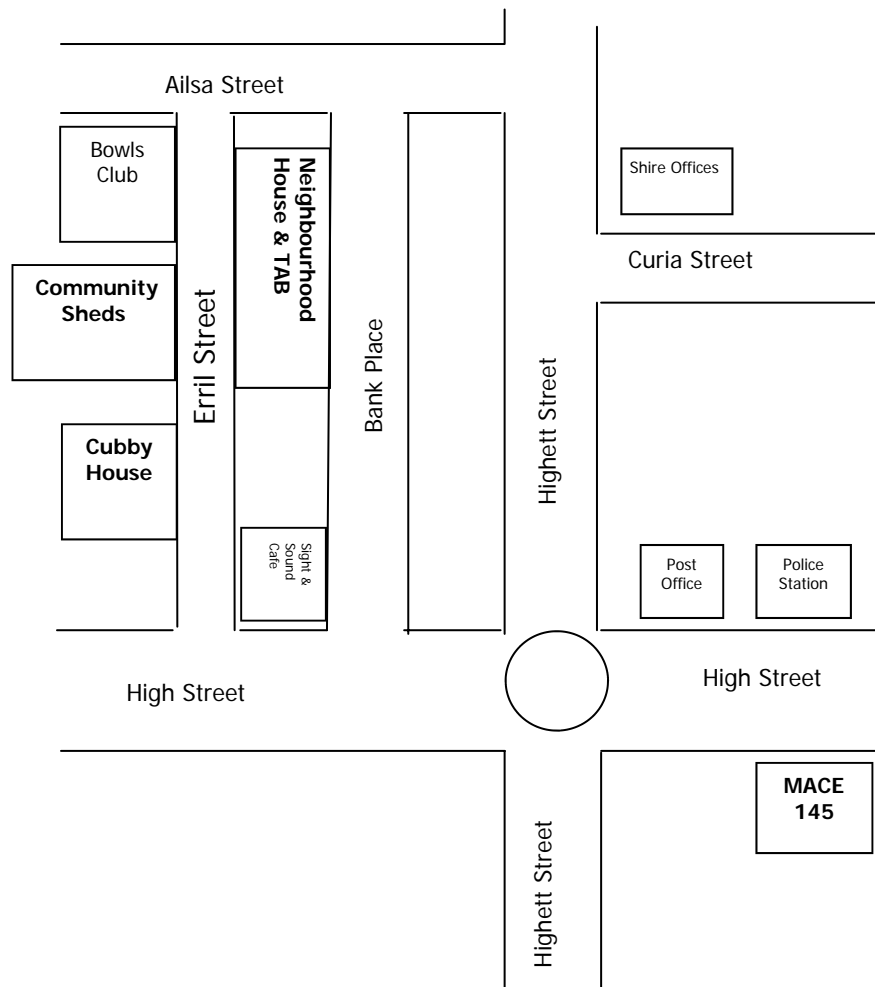 Ailsa Street
Bowls
Club
Neighbourhood
House & TAB
Shire Offices
Curia Street
Community
Sheds
Erril Street
Bank Place
Highett Street
Cubby
House
Sight &
Sound
Cafe
Post
Office
Police
Station
High Street
High Street
MACE
145
Highett Street